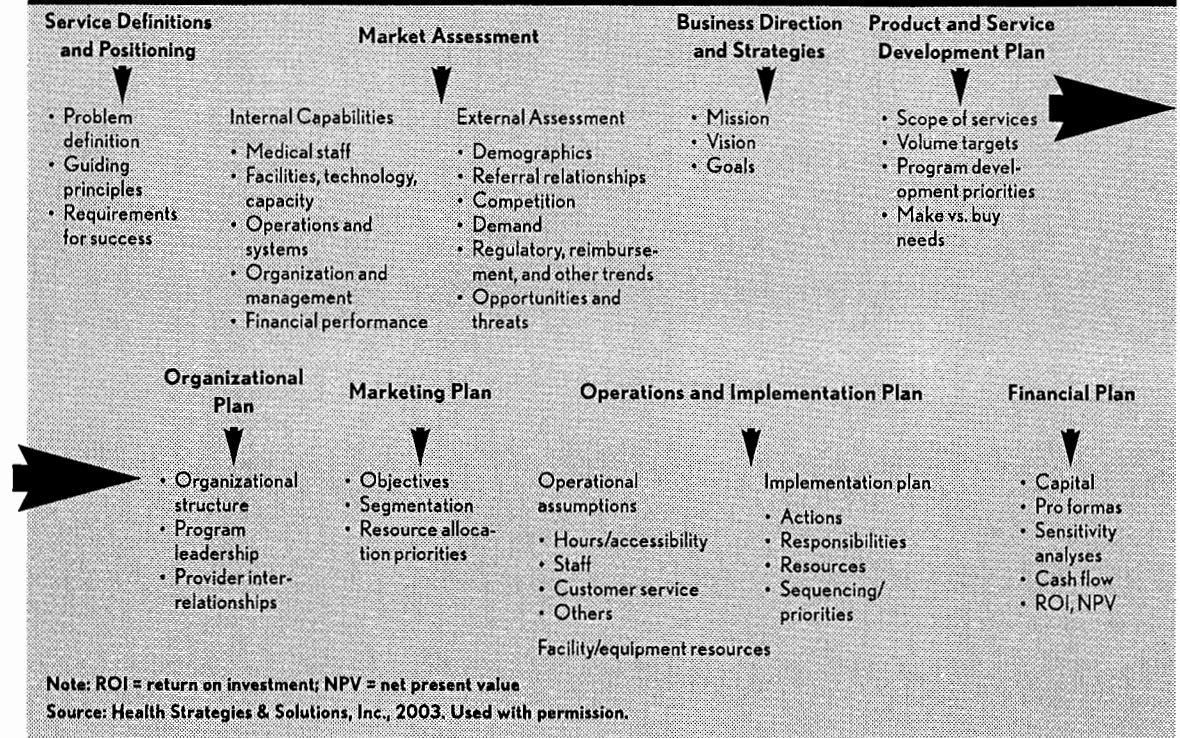 Service Definitions
and Positioning
• Problem
definition
• Guiding
principles
• Requirements
for success
Market Assessment
Internal Capabilities
• Medical staff
• Facilities, technology,
capacity
• Operations and
systems
• Organization and
management
• Financial performance
External Assessment
• Demographics
• Referral relationships
• Competition
• Demand
• Regulatory, reimburse-
ment, and other trends
• Opportunities and
threats
Business Direction
and Strategies
• Mission
• Vision
• Goals
Product and Service
Development Plan
• Scope of services
• Volume targets
• Program devel-
opment priorities
• Make vs. buy
needs
Organizational
Plan
• Organizational
structure
• Program
leadership
• Provider inter-
relationships
Marketing Plan
• Objectives
• Segmentation
• Resource alloca-
tion priorities
Operations and Implementation Plan
Operational
assumptions
• Hours/accessibility
• Staff
• Customer service
• Others
Facility/equipment resources
Implementation plan
• Actions
• Responsibilities
• Resources
• Sequencing/
priorities
Financial Plan
• Capital
• Pro formas
• Sensitivity
analyses
• Cash flow
• ROI, NPV
Note: ROI = return on investment; NPV = net present value
Source: Health Strategies & Solutions, Inc., 2003. Used with permission.